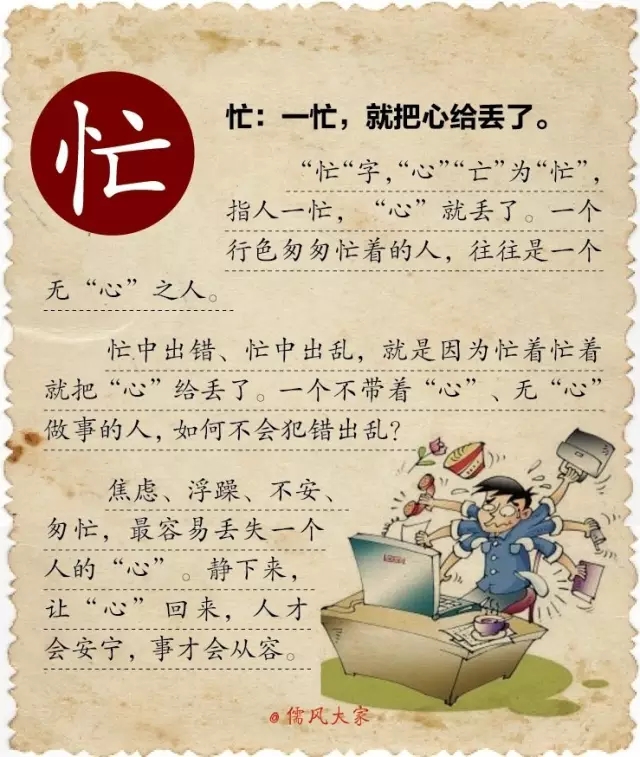 忙
忙：一忙，就把心给丢了。
“忙“字，“心”“亡”为“忙”，
指人一忙，“心”就丢了。一个
行色匆匆忙着的人，往往是一个
无“心”之人。
忙中出错、忙中出乱，就是因为忙着忙着
就把“心”给丢了。一个不带着“心”、无“心”
做事的人，如何不会犯错出乱？
焦虑、浮躁、不安、
匆忙，最容易丢失一个
人的“心”。静下来，
让“心”回来，人才
会安宁，事才会从容。
@儒风大家